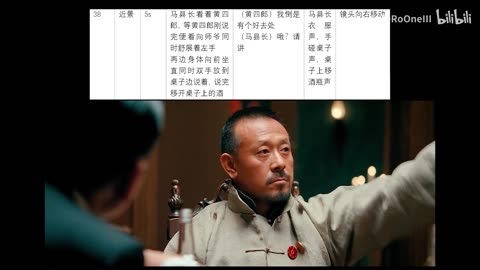 38
近景
5s
马县长看着黄四
郎，等黄四郎刚说
完便看向师爷同
时舒展着左手
再边身体向前坐
直同时双手放到
桌子边说着，说完
移开桌子上的酒
（黄四郎）我倒是
有个好去处
（马县长）哦？请
讲
马县长
衣服
声，手
碰桌子
声，桌
子上移
酒瓶声
镜头向右移动
RoOneIII
bilibili